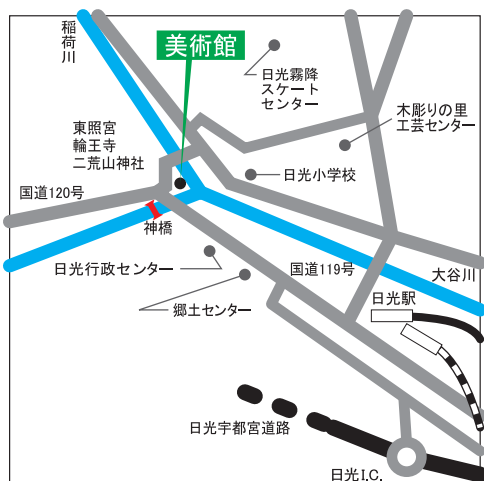 稲荷川
美術館
日光霧降
スケート
センター
木彫りの里
工芸センター
東照宮
輪王寺
二荒山神社
日光小学校
国道120号
神橋
日光行政センター
国道119号
大谷川
郷土センター
日光駅
日光宇都宮道路
日光I.C.